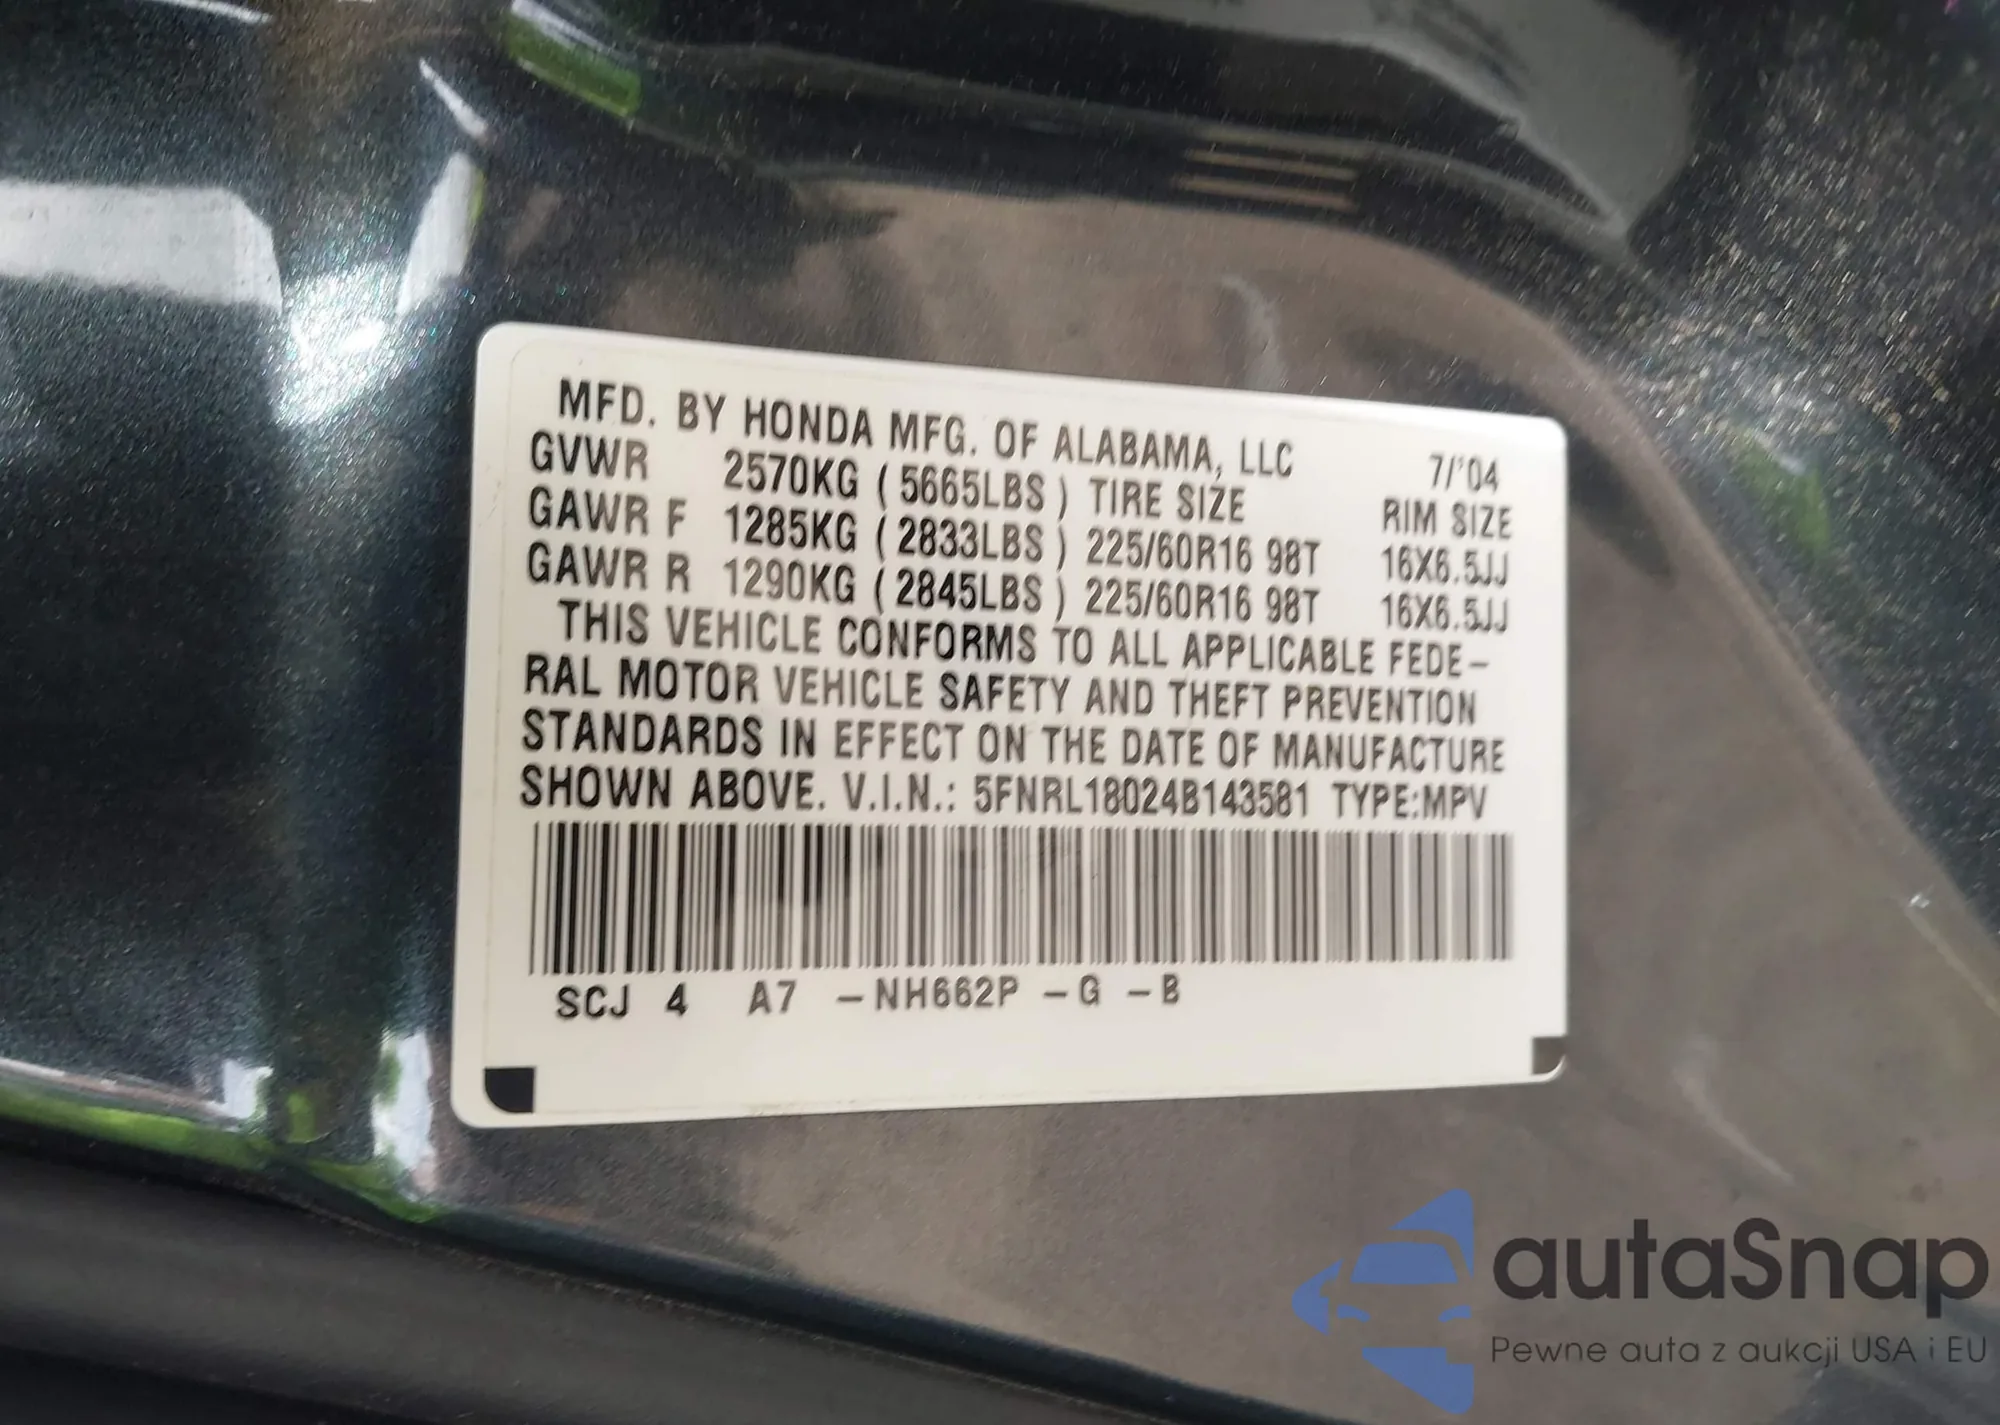 MFD. BY HONDA MFG. OF ALABAMA, LLC 7/'04
GVWR 2570KG ( 5665LBS ) TIRE SIZE RIM SIZE
GAWR F 1285KG ( 2833LBS ) 225/60R16 98T 16X6.5JJ
GAWR R 1290KG ( 2845LBS ) 225/60R16 98T 16X6.5JJ
THIS VEHICLE CONFORMS TO ALL APPLICABLE FEDE-
RAL MOTOR VEHICLE SAFETY AND THEFT PREVENTION
STANDARDS IN EFFECT ON THE DATE OF MANUFACTURE
SHOWN ABOVE. V.I.N.: 5FNRL18024B143581 TYPE:MPV
SCJ 4 A7 -NH662P -G -B
autaSnap
Pewne auta z aukcji USA i EU